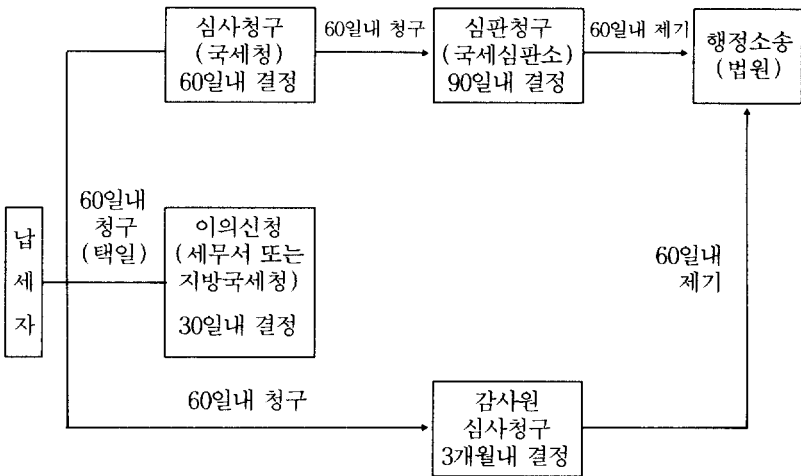 심사청구
(국세청)
60일내 결정
60일내 청구
심판청구
(국세심판소)
90일내 결정
60일내 제기
행정소송
(법원)
납
세
자
60일내
청구
(택일)
이의신청
(세무서 또는
지방국세청)
30일내 결정
60일내
제기
60일내 청구
감사원
심사청구
3개월내 결정